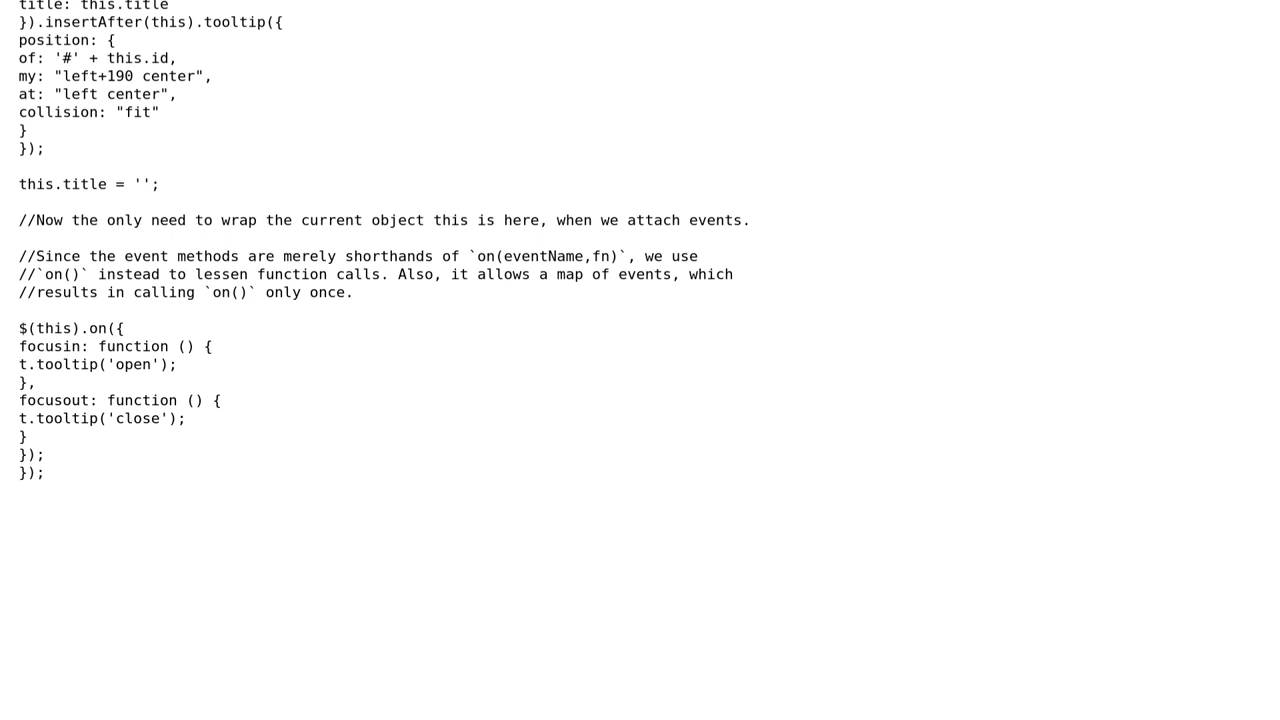 title: this.title
}).insertAfter(this).tooltip({
position: {
of: '#' + this.id,
my: "left+190 center",
at: "left center",
collision: "fit"
}
});

this.title = '';

//Now the only need to wrap the current object this is here, when we attach events.

//Since the event methods are merely shorthands of `on(eventName,fn)`, we use
//`on()` instead to lessen function calls. Also, it allows a map of events, which
//results in calling `on()` only once.

$(this).on({
focusin: function () {
t.tooltip('open');
},
focusout: function () {
t.tooltip('close');
}
});
});